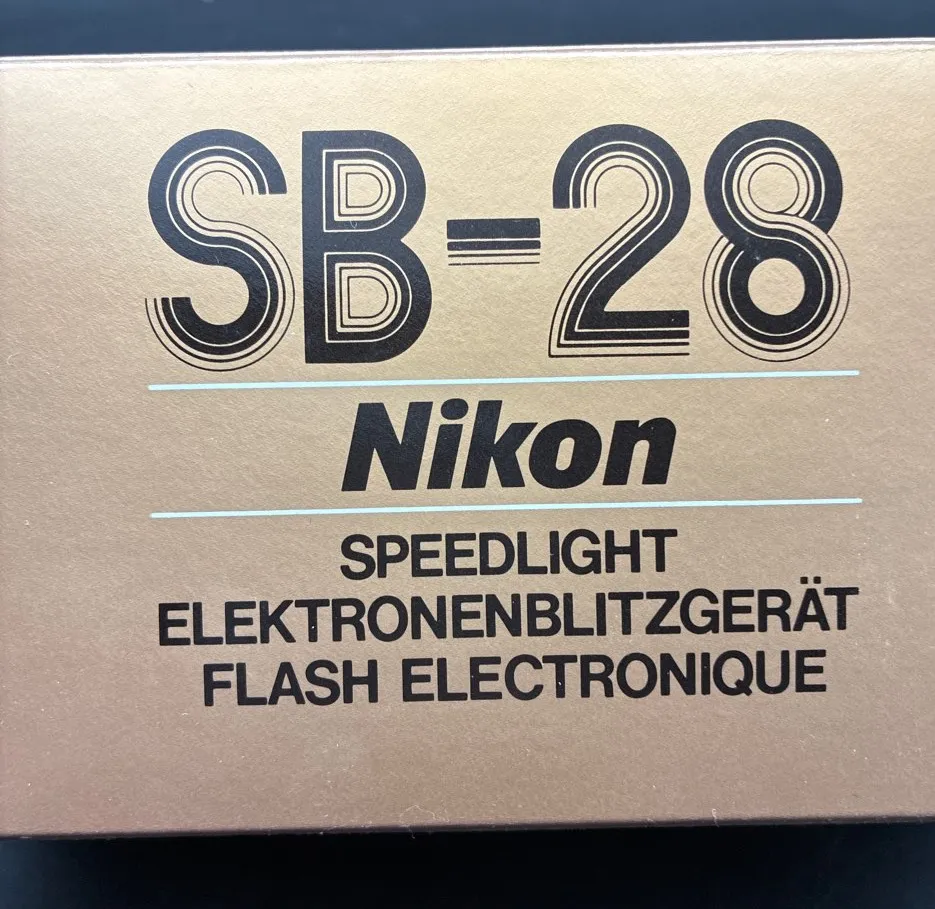 SB-28
Nikon
SPEEDLIGHT
ELEKTRONENBLITZGERÄT
FLASH ELECTRONIQUE